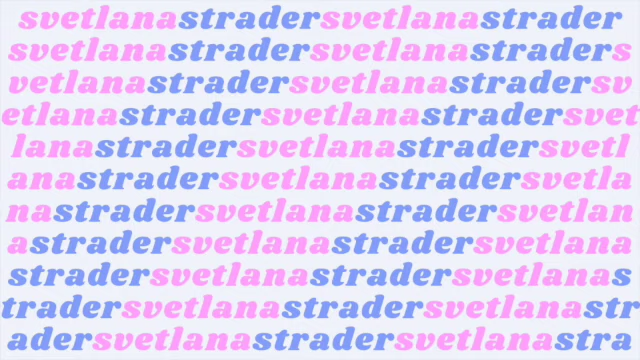 svetlanastradersvetlanastrader
svetlanastradersvetlanastraders
vetlanastradersvetlanastradersv
etlanastradersvetlanastradersvet
lanastradersvetlanastradersvetl
anastradersvetlanastradersvetla
nastradersvetlanastradersvetlan
astradersvetlanastradersvetlana
stradersvetlanastradersvetlanas
tradersvetlanastradersvetlanastr
adersvetlanastradersvetlanastra